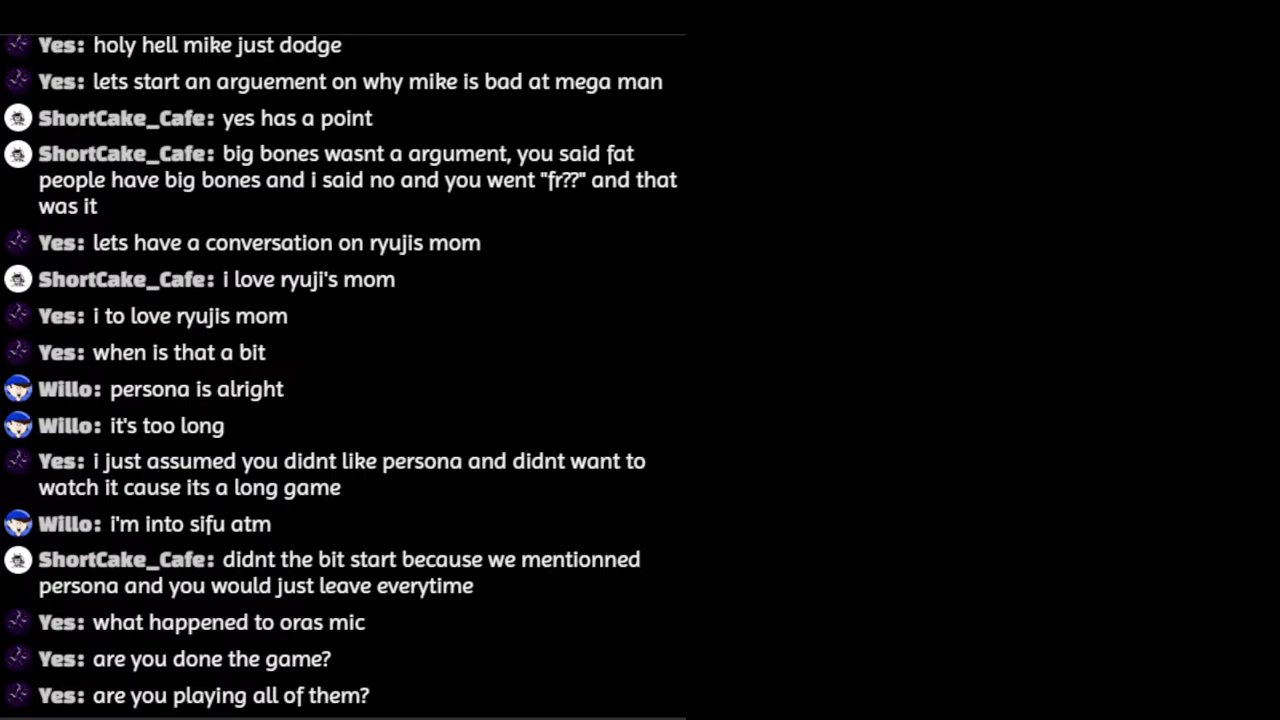 Yes: holy hell mike just dodge
Yes: lets start an arguement on why mike is bad at mega man
ShortCake_Cafe: yes has a point
ShortCake_Cafe: big bones wasnt a argument, you said fat
people have big bones and i said no and you went "fr??" and that
was it
Yes: lets have a conversation on ryujis mom
ShortCake_Cafe: i love ryuji's mom
Yes: i to love ryujis mom
Yes: when is that a bit
Willo: persona is alright
Willo: it's too long
Yes: i just assumed you didnt like persona and didnt want to
watch it cause its a long game
Willo: i'm into sifu atm
ShortCake_Cafe: didnt the bit start because we mentionned
persona and you would just leave everytime
Yes: what happened to oras mic
Yes: are you done the game?
Yes: are you playing all of them?